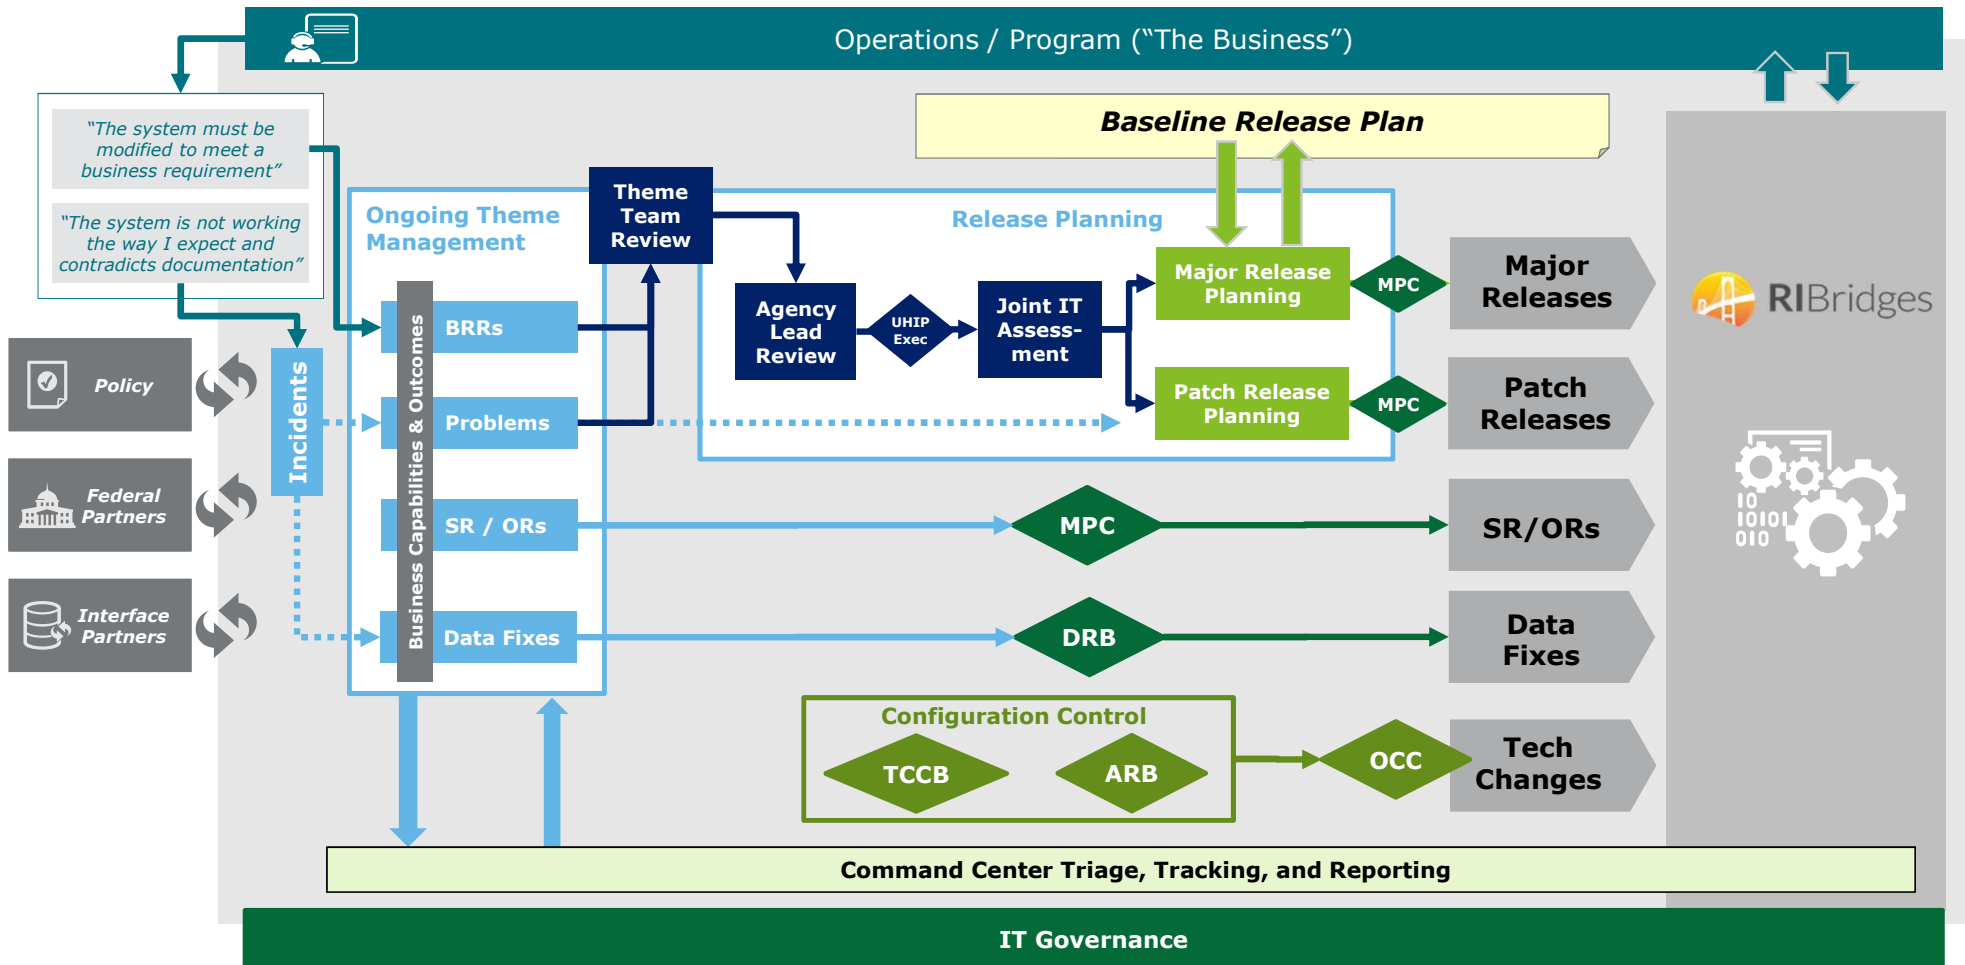 Operations / Program (“The Business”)
“The system must be
modified to meet a
business requirement”
“The system is not working
the way I expect and
contradicts documentation”
Baseline Release Plan
Ongoing Theme
Management
Theme
Team
Review
Release Planning
Business Capabilities & Outcomes
BRRs
Problems
SR / ORs
Data Fixes
Incidents
Policy
Federal
Partners
Interface
Partners
Agency
Lead
Review
UHIP
Exec
Joint IT
Assess-
ment
Major Release
Planning
Patch Release
Planning
MPC
MPC
Major
Releases
Patch
Releases
MPC
SR/ORs
DRB
Data
Fixes
Configuration Control
TCCB
ARB
OCC
Tech
Changes
RIBridges
10
10101
010
Command Center Triage, Tracking, and Reporting
IT Governance